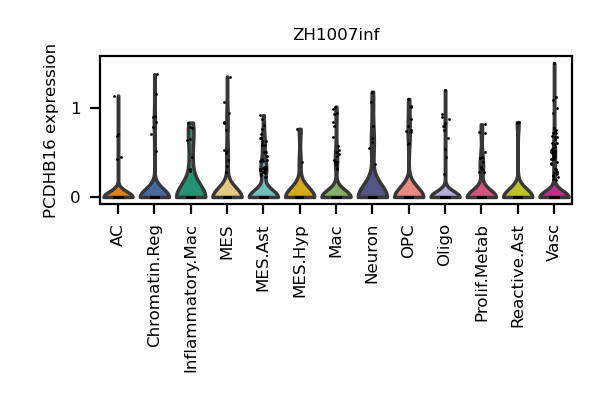 ZH1007inf
PCDHB16 expression
1
0
AC
Chromatin.Reg
Inflammatory.Mac
MES
MES.Ast
MES.Hyp
Mac
Neuron
OPC
Oligo
Prolif.Metab
Reactive.Ast
Vasc